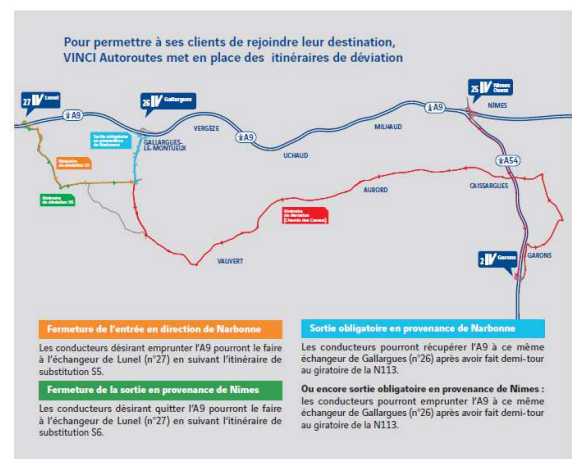 Pour permettre à ses clients de rejoindre leur destination,
VINCI Autoroutes met en place des itinéraires de déviation
27 Lunel
26 Gallargues
25 Nîmes
Ouest
NÎMES
A9
Sortie obligatoire
en provenance
de Narbonne
GALLARGUES-
LE-MONTUEUX
VERGÈZE
A9
UCHAUD
MILHAUD
A9
A54
Itinéraire
de déviation S5
Itinéraire
de déviation S6
AUBORD
CAISSARGUES
Itinéraire
de déviation
(Chemin des Canaux)
VAUVERT
2 Garons
GARONS
Fermeture de l'entrée en direction de Narbonne
Les conducteurs désirant emprunter l'A9 pourront le faire
à l'échangeur de Lunel (n°27) en suivant l'itinéraire de
substitution S5.
Fermeture de la sortie en provenance de Nîmes
Les conducteurs désirant quitter l'A9 pourront le faire
à l'échangeur de Lunel (n°27) en suivant l'itinéraire de
substitution S6.
Sortie obligatoire en provenance de Narbonne
Les conducteurs pourront récupérer l'A9 à ce même
échangeur de Gallargues (n°26) après avoir fait demi-tour
au giratoire de la N113.
Ou encore sortie obligatoire en provenance de Nîmes :
les conducteurs pourront emprunter l'A9 à ce même
échangeur de Gallargues (n°26) après avoir fait demi-tour
au giratoire de la N113.